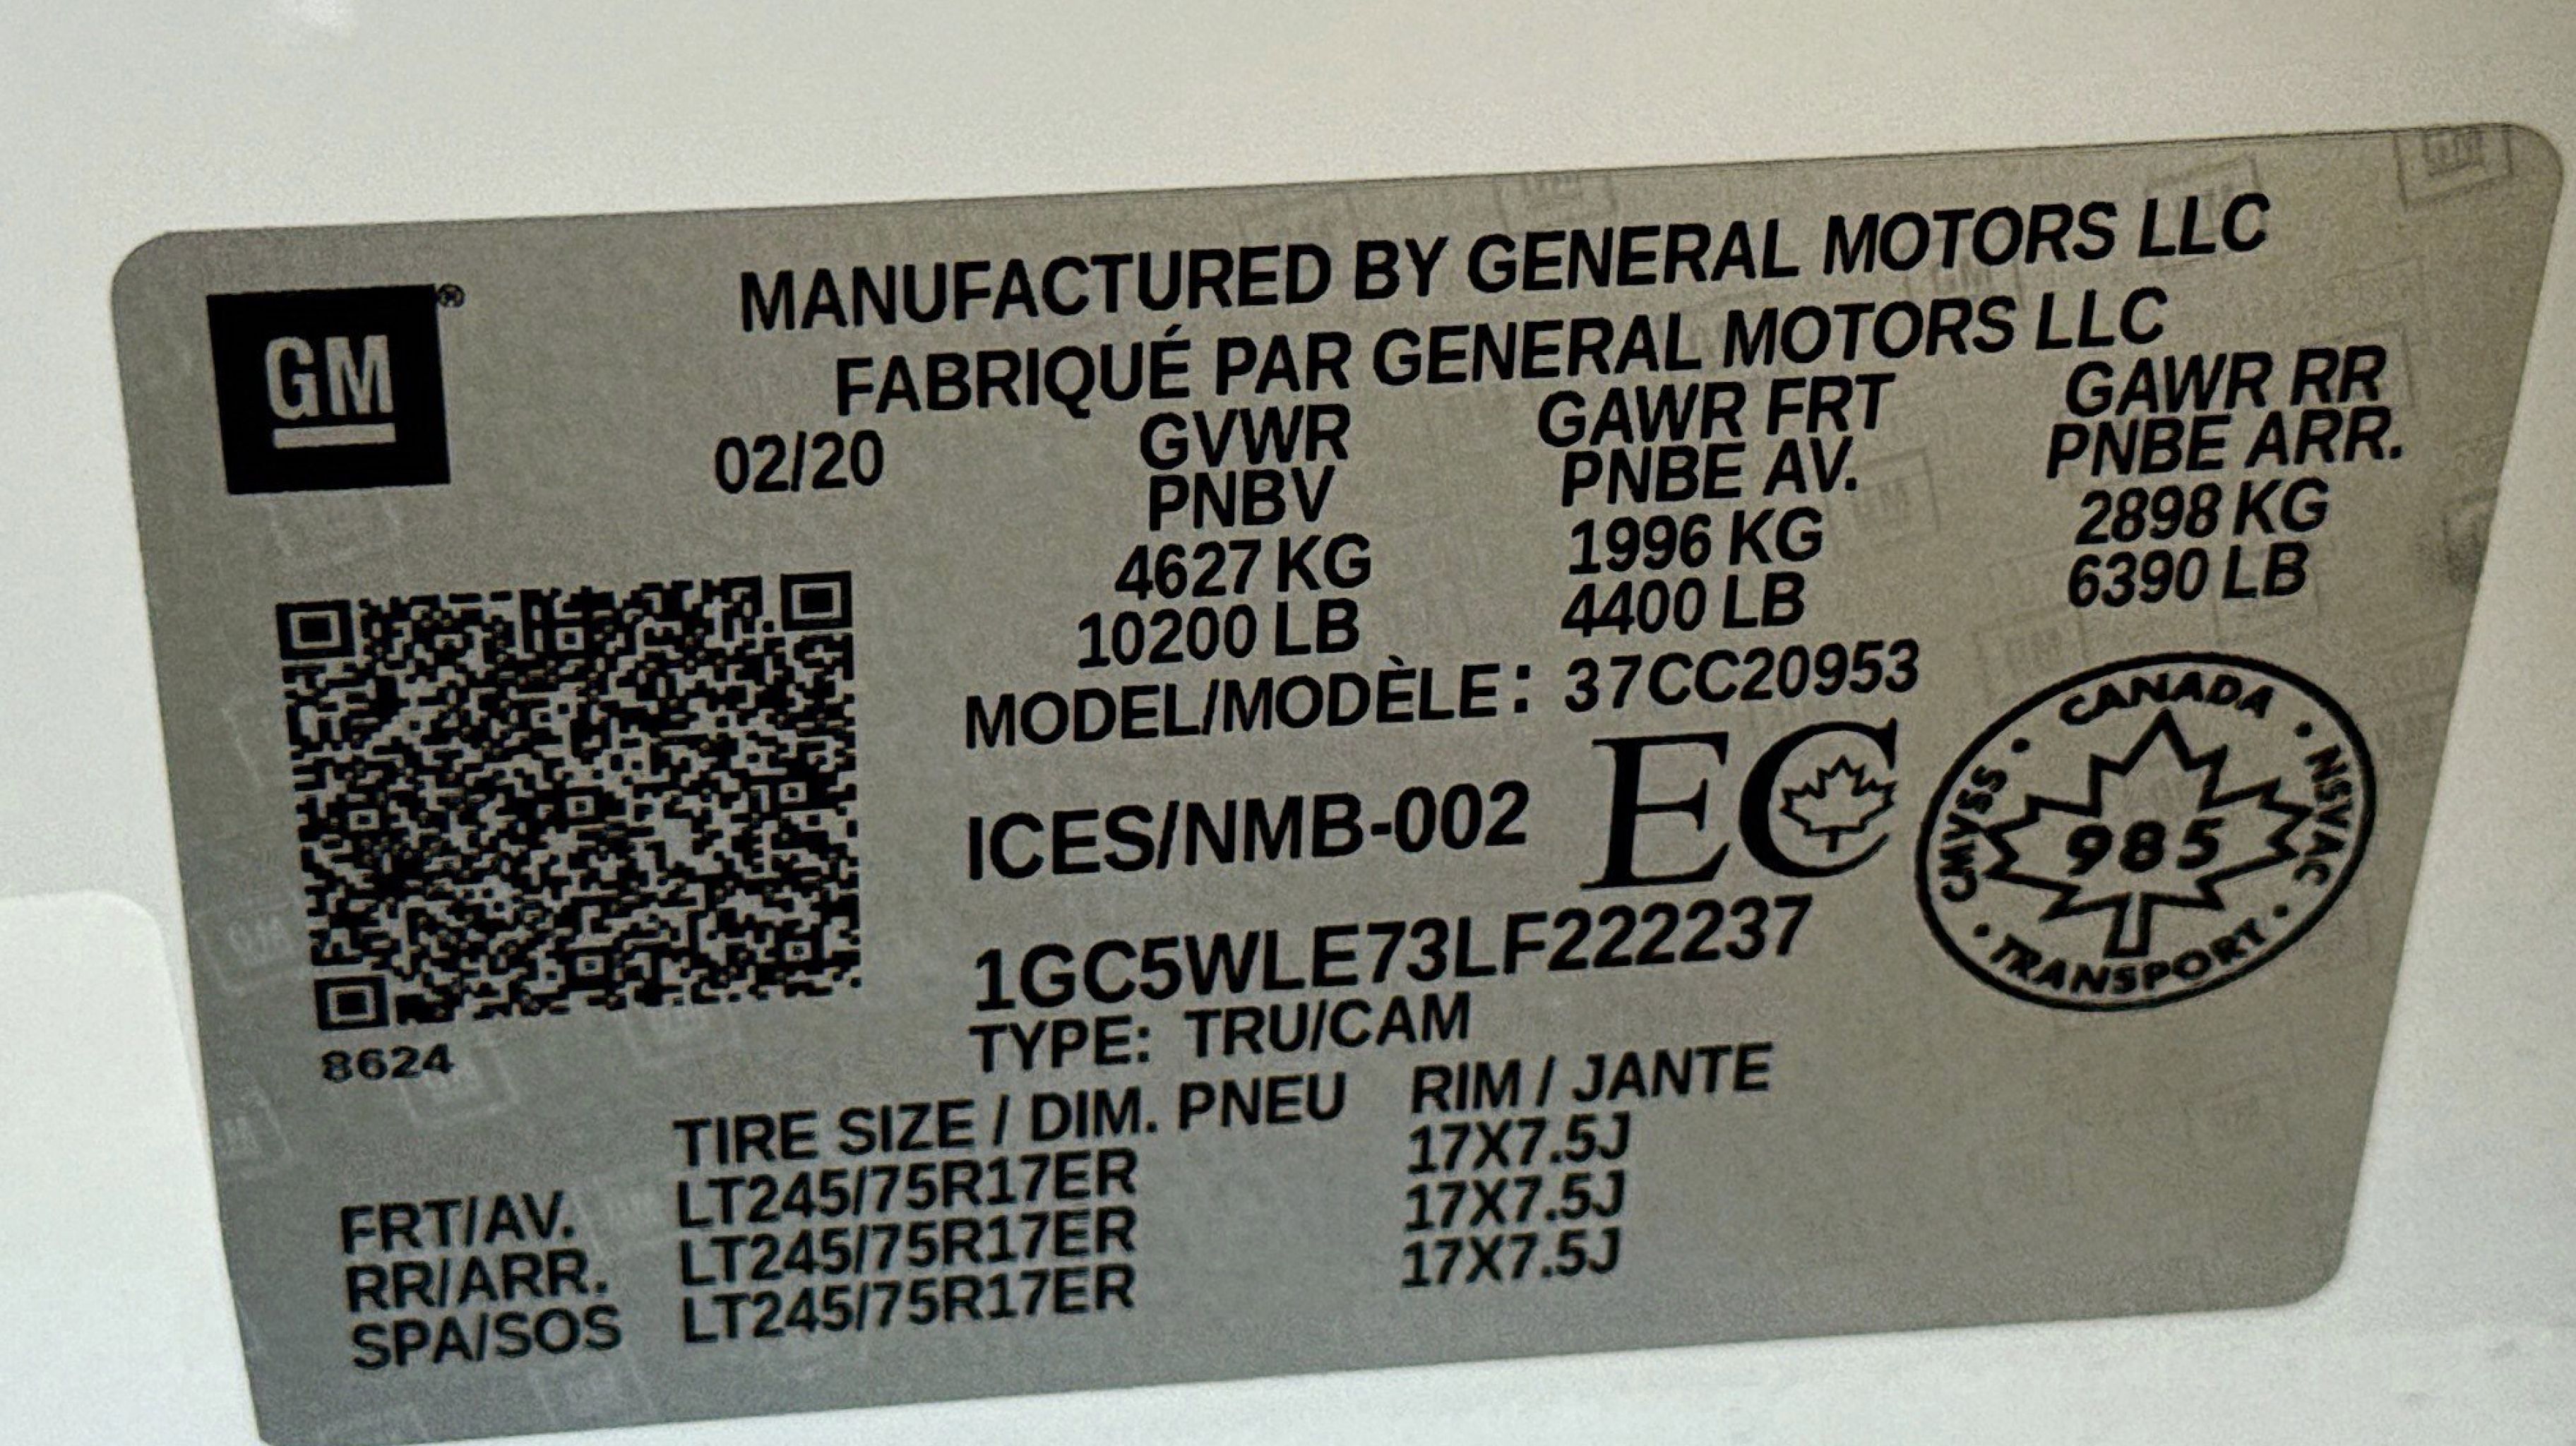 GM®
MANUFACTURED BY GENERAL MOTORS LLC
FABRIQUÉ PAR GENERAL MOTORS LLC
02/20
GVWR
PNBV
4627 KG
10200 LB
GAWR FRT
PNBE AV.
1996 KG
4400 LB
GAWR RR
PNBE ARR.
2898 KG
6390 LB
MODEL/MODÈLE: 37CC20953
ICES/NMB-002
EC
CANADA • NSVAC • TRANSPORT • CMVSS •
985
1GC5WLE73LF222237
TYPE: TRU/CAM
8624
TIRE SIZE / DIM. PNEU RIM / JANTE
FRT/AV. LT245/75R17ER 17X7.5J
RR/ARR. LT245/75R17ER 17X7.5J
SPA/SOS LT245/75R17ER 17X7.5J